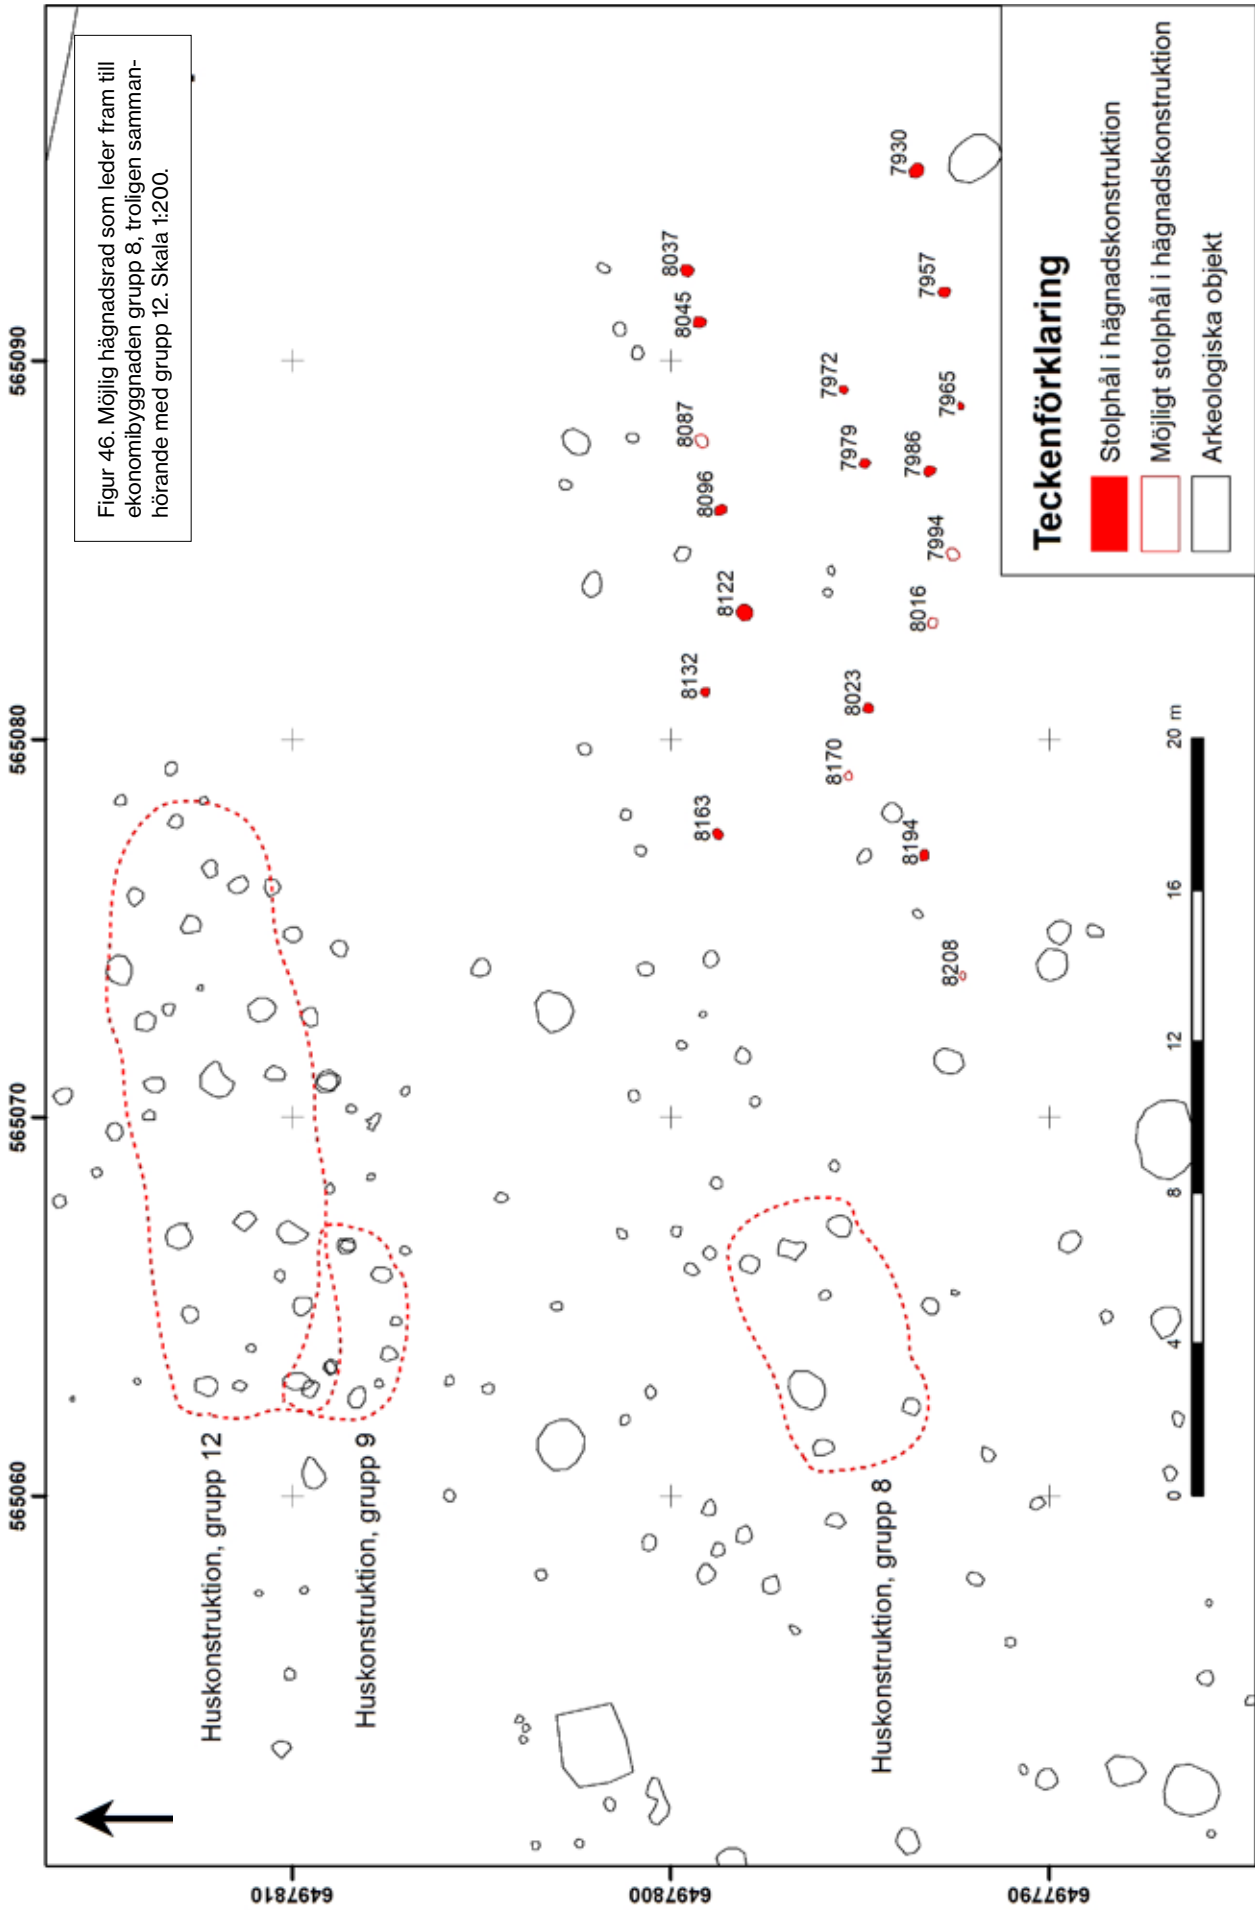 Figur 46. Möjlig hägnadsrad som leder fram till
ekonomibyggnaden grupp 8, troligen samman-
hörande med grupp 12. Skala 1:200.
565060
565070
565080
565090
6497810
6497800
6497790
Huskonstruktion, grupp 12
Huskonstruktion, grupp 9
Huskonstruktion, grupp 8
8037
8045
8087
8096
8122
8132
8163
7930
7957
7972
7965
7979
7986
7994
8016
8023
8170
8194
8208
0
4
8
12
16
20 m
Teckenförklaring
Stolphål i hägnadskonstruktion
Möjligt stolphål i hägnadskonstruktion
Arkeologiska objekt